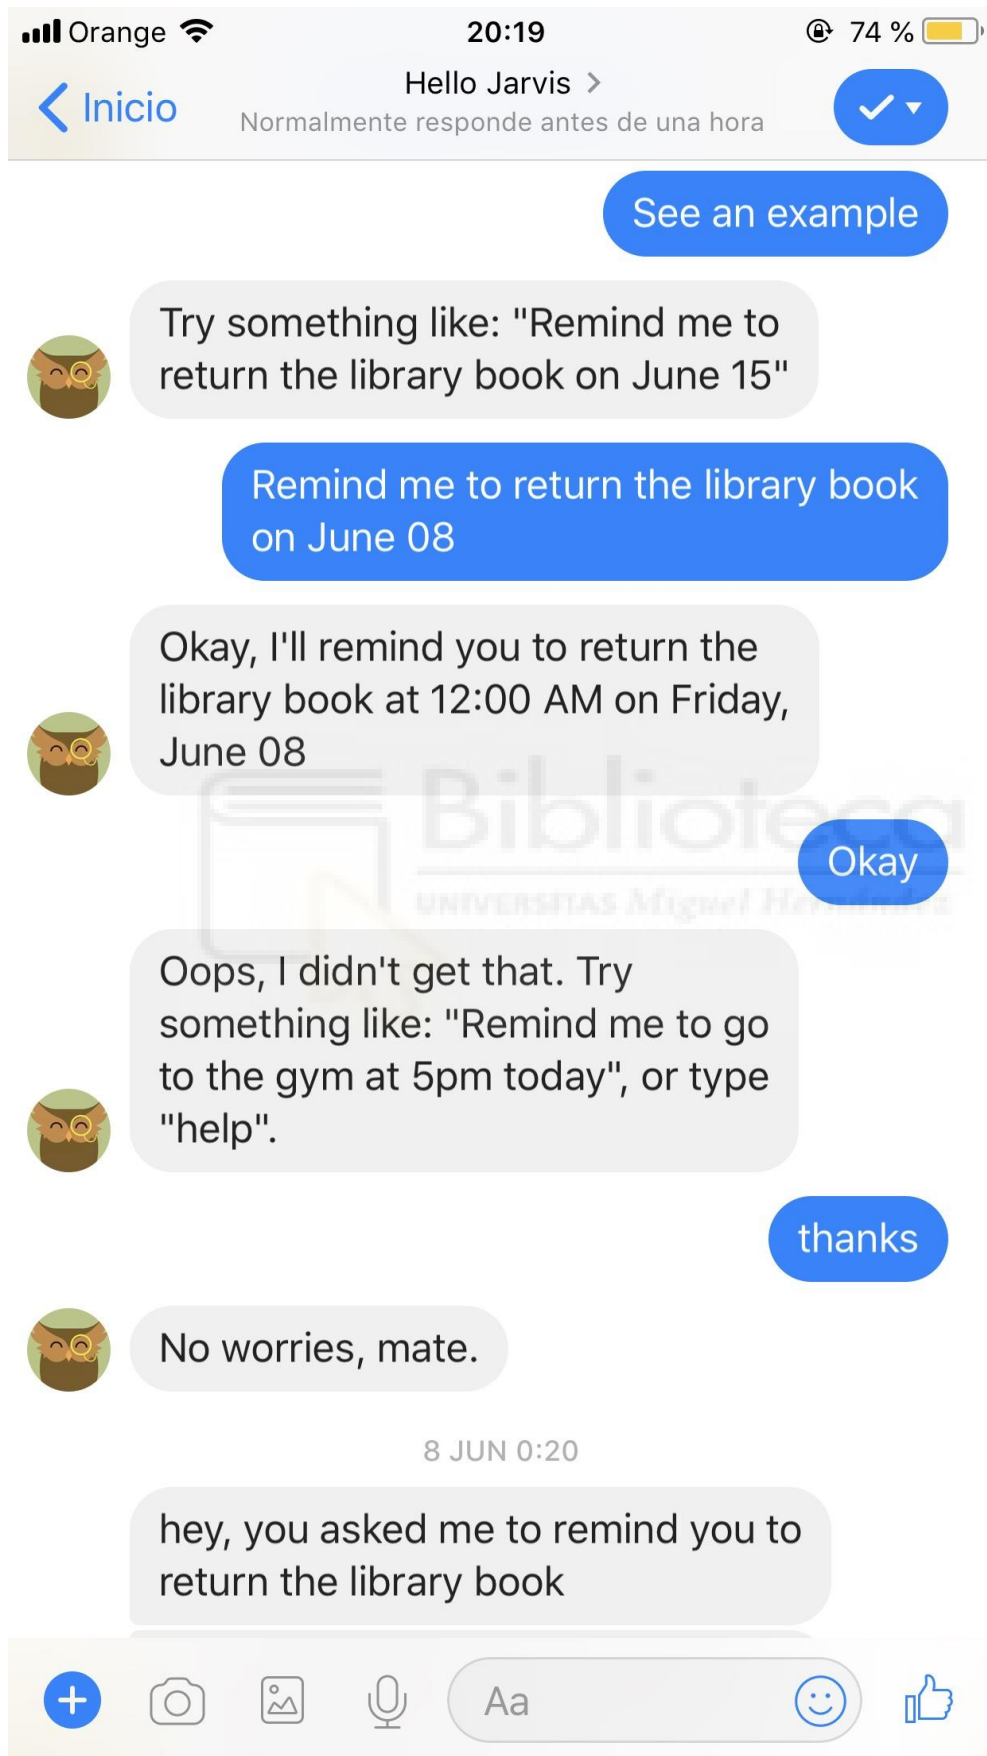 Orange 20:19 74 %
Inicio
Hello Jarvis
Normalmente responde antes de una hora
See an example
Try something like: "Remind me to
return the library book on June 15"
Remind me to return the library book
on June 08
Okay, I'll remind you to return the
library book at 12:00 AM on Friday,
June 08
Biblioteca
UNIVERSITAS Miguel Hernández
Okay
Oops, I didn't get that. Try
something like: "Remind me to go
to the gym at 5pm today", or type
"help".
thanks
No worries, mate.
8 JUN 0:20
hey, you asked me to remind you to
return the library book
Aa